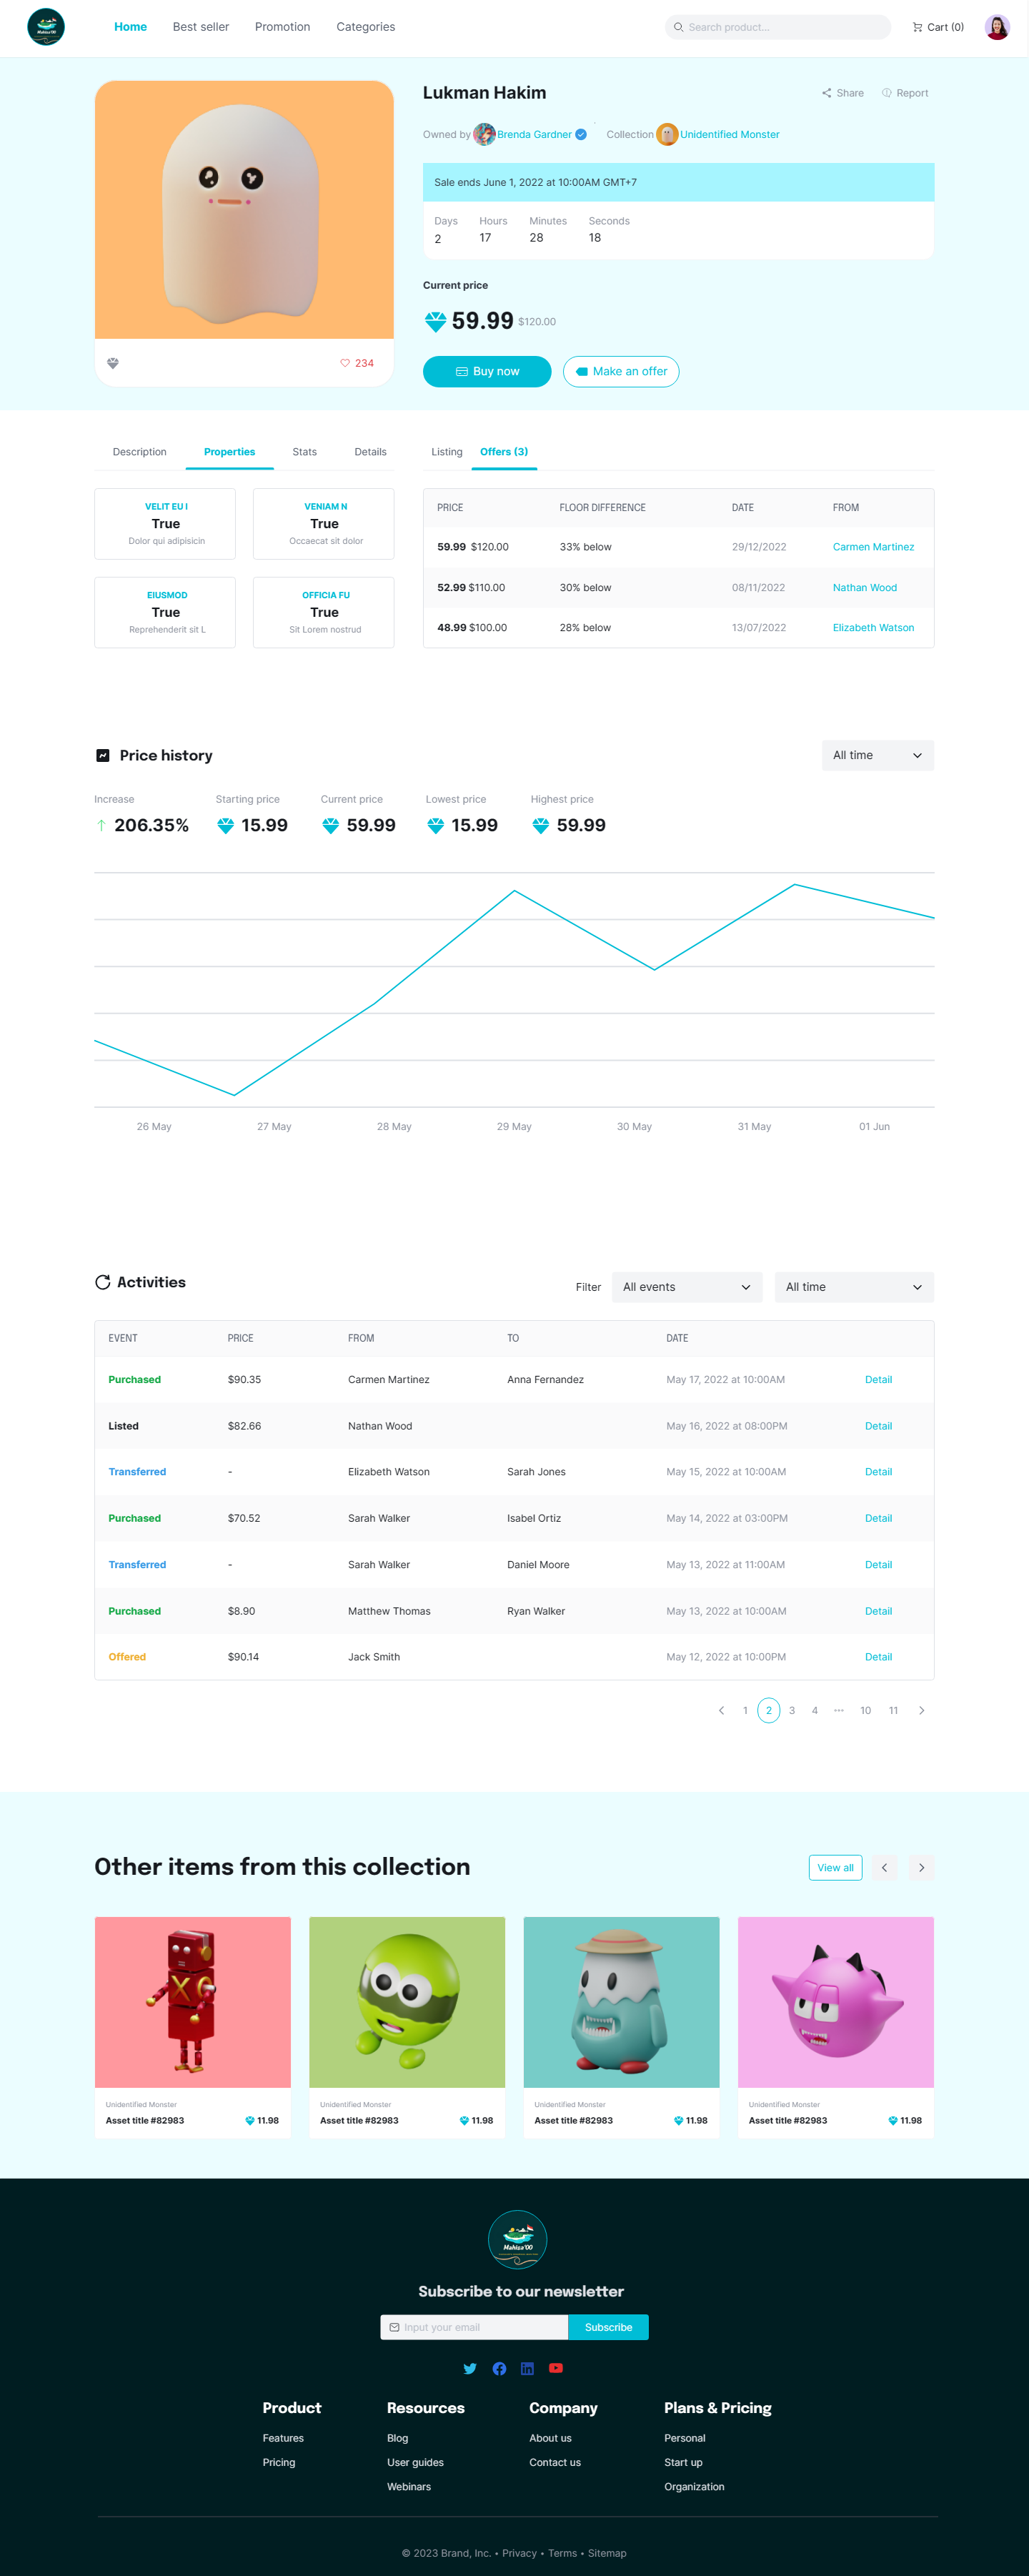 Mahiza'00
Home Best seller Promotion Categories Search product... Cart (0)
Lukman Hakim
Share Report
Owned by Brenda Gardner Collection Unidentified Monster
Sale ends June 1, 2022 at 10:00AM GMT+7
Days Hours Minutes Seconds
2 17 28 18
Current price
59.99 $120.00
234
Buy now Make an offer
Description Properties Stats Details
Listing Offers (3)
VELIT EU I
True
Dolor qui adipisicin
VENIAM N
True
Occaecat sit dolor
EIUSMOD
True
Reprehenderit sit L
OFFICIA FU
True
Sit Lorem nostrud
PRICE FLOOR DIFFERENCE DATE FROM
59.99 $120.00 33% below 29/12/2022 Carmen Martinez
52.99 $110.00 30% below 08/11/2022 Nathan Wood
48.99 $100.00 28% below 13/07/2022 Elizabeth Watson
Price history All time
Increase Starting price Current price Lowest price Highest price
206.35% 15.99 59.99 15.99 59.99
26 May 27 May 28 May 29 May 30 May 31 May 01 Jun
Activities Filter All events All time
EVENT PRICE FROM TO DATE
Purchased $90.35 Carmen Martinez Anna Fernandez May 17, 2022 at 10:00AM Detail
Listed $82.66 Nathan Wood May 16, 2022 at 08:00PM Detail
Transferred - Elizabeth Watson Sarah Jones May 15, 2022 at 10:00AM Detail
Purchased $70.52 Sarah Walker Isabel Ortiz May 14, 2022 at 03:00PM Detail
Transferred - Sarah Walker Daniel Moore May 13, 2022 at 11:00AM Detail
Purchased $8.90 Matthew Thomas Ryan Walker May 13, 2022 at 10:00AM Detail
Offered $90.14 Jack Smith May 12, 2022 at 10:00PM Detail
1 2 3 4 ••• 10 11
Other items from this collection View all
XO
Unidentified Monster
Asset title #82983 11.98
Unidentified Monster
Asset title #82983 11.98
Unidentified Monster
Asset title #82983 11.98
Unidentified Monster
Asset title #82983 11.98
Mahiza'00
Subscribe to our newsletter
Input your email Subscribe
Product
Features
Pricing
Resources
Blog
User guides
Webinars
Company
About us
Contact us
Plans & Pricing
Personal
Start up
Organization
© 2023 Brand, Inc. • Privacy • Terms • Sitemap